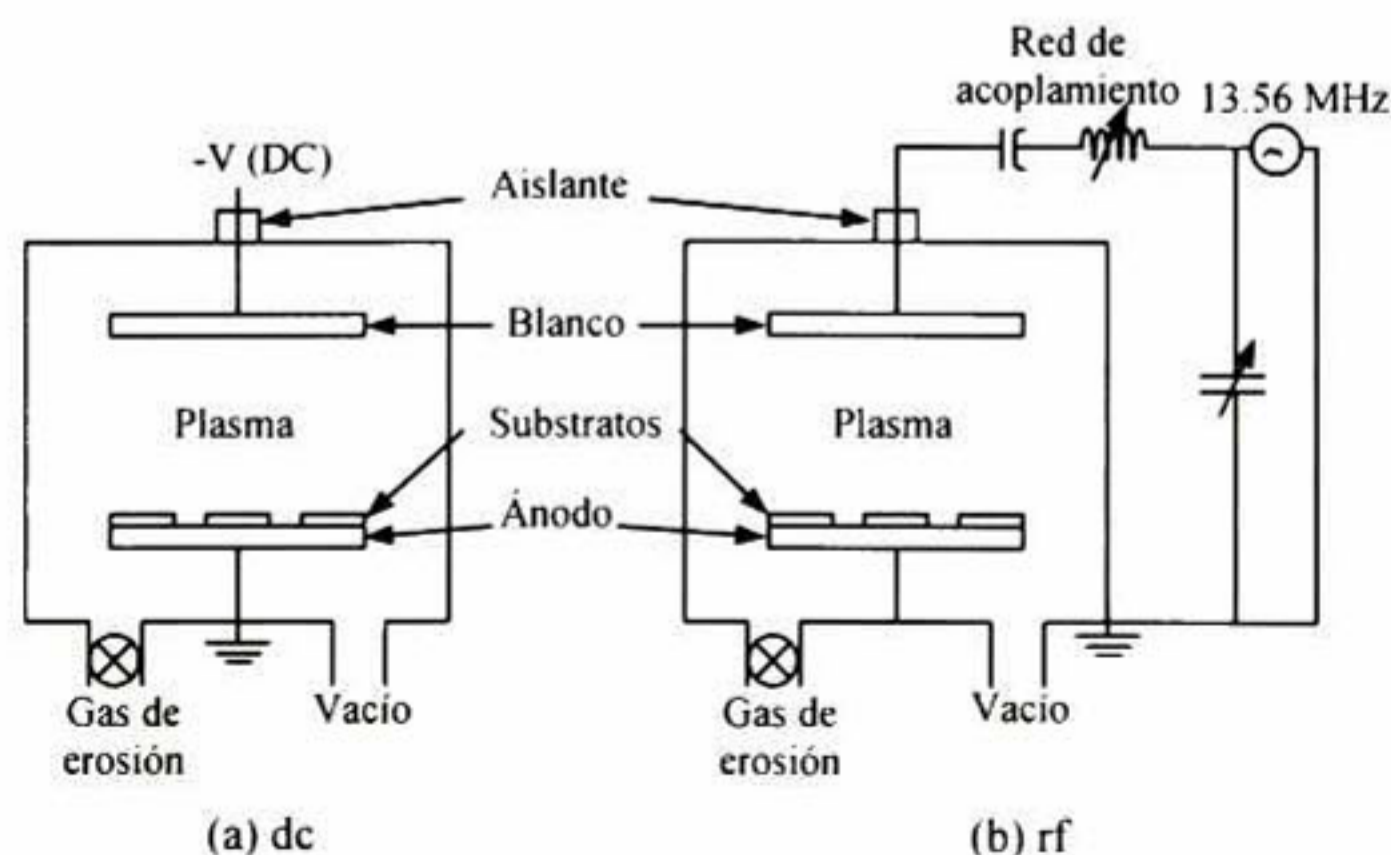 Red de
acoplamiento
13.56 MHz
-V (DC)
Aislante
Blanco
Plasma
Substratos
Plasma
Ánodo
Gas de
erosión
Vacío
Gas de
erosión
Vacío
(a) dc
(b) rf